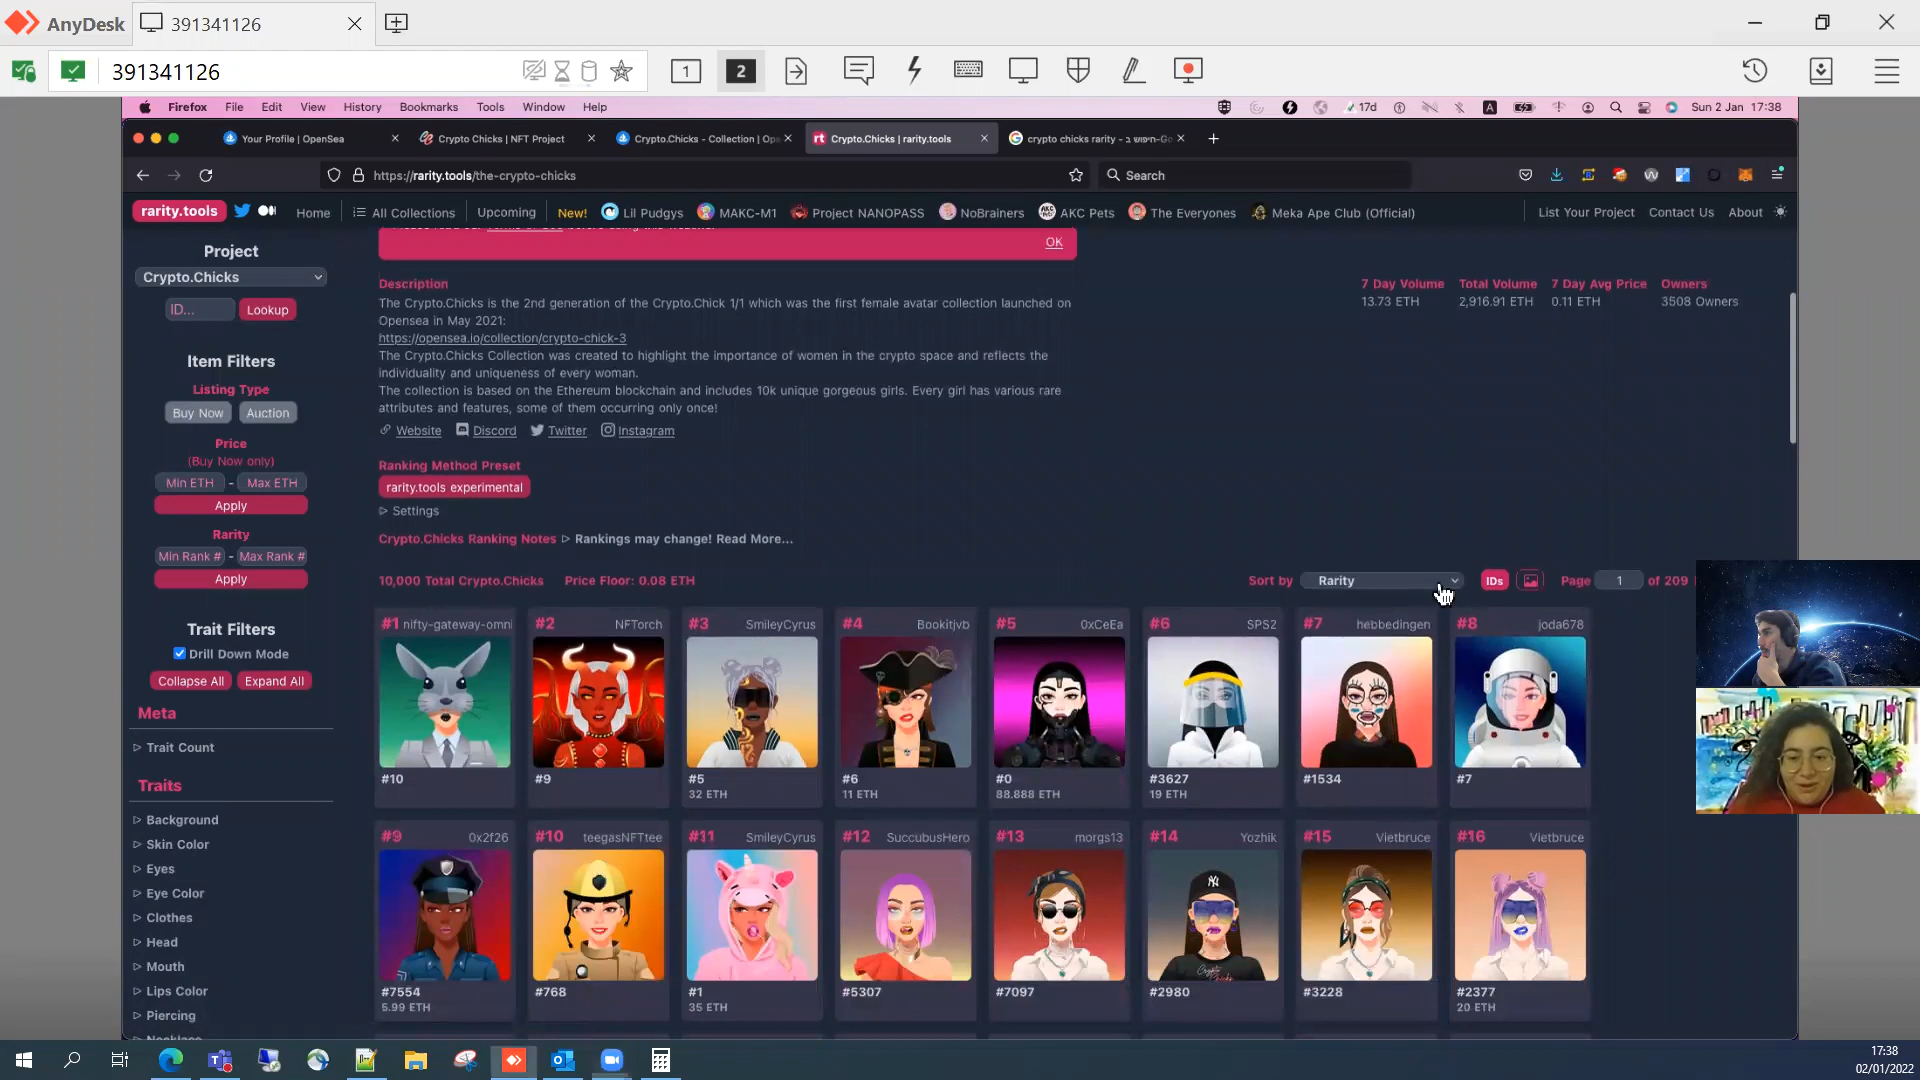 AnyDesk
391341126
391341126
1
2
Firefox File Edit View History Bookmarks Tools Window Help
17d
A
Sun 2 Jan 17:38
Your Profile | OpenSea
Crypto Chicks | NFT Project
Crypto.Chicks - Collection | Op
rt Crypto.Chicks | rarity.tools
crypto chicks rarity - חיפוש ב-Go
https://rarity.tools/the-crypto-chicks
Search
rarity.tools
Home
All Collections
Upcoming
New!
Lil Pudgys
MAKC-M1
Project NANOPASS
NoBrainers
AKC Pets
The Everyones
Meka Ape Club (Official)
List Your Project
Contact Us
About
OK
Project
Crypto.Chicks
ID...
Lookup
Item Filters
Listing Type
Buy Now
Auction
Price
(Buy Now only)
Min ETH - Max ETH
Apply
Rarity
Min Rank # - Max Rank #
Apply
Trait Filters
Drill Down Mode
Collapse All
Expand All
Meta
Trait Count
Traits
Background
Skin Color
Eyes
Eye Color
Clothes
Head
Mouth
Lips Color
Piercing
Description
The Crypto.Chicks is the 2nd generation of the Crypto.Chick 1/1 which was the first female avatar collection launched on
Opensea in May 2021:
https://opensea.io/collection/crypto-chick-3
The Crypto.Chicks Collection was created to highlight the importance of women in the crypto space and reflects the
individuality and uniqueness of every woman.
The collection is based on the Ethereum blockchain and includes 10k unique gorgeous girls. Every girl has various rare
attributes and features, some of them occurring only once!
Website Discord Twitter Instagram
7 Day Volume Total Volume 7 Day Avg Price Owners
13.73 ETH 2,916.91 ETH 0.11 ETH 3508 Owners
Ranking Method Preset
rarity.tools experimental
Settings
Crypto.Chicks Ranking Notes Rankings may change! Read More...
10,000 Total Crypto.Chicks Price Floor: 0.08 ETH
Sort by Rarity IDs Page 1 of 209
#1 nifty-gateway-omni
#10
#2 NFTorch
#9
#3 SmileyCyrus
#5
32 ETH
#4 Bookitjvb
#6
11 ETH
#5 0xCeEa
#0
88.888 ETH
#6 SPS2
#3627
19 ETH
#7 hebbedingen
#1534
#8 joda678
#7
#9 0x2f26
#7554
5.99 ETH
#10 teegasNFTtee
#768
#11 SmileyCyrus
#1
35 ETH
#12 SuccubusHero
#5307
#13 morgs13
#7097
#14 Yozhik
#2980
#15 Vietbruce
#3228
#16 Vietbruce
#2377
20 ETH
17:38
02/01/2022